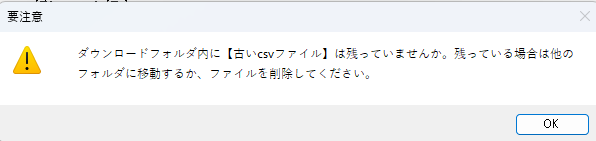 要注意
ダウンロードフォルダ内に【古いcsvファイル】は残っていませんか。残っている場合は他の
フォルダに移動するか、ファイルを削除してください。
OK